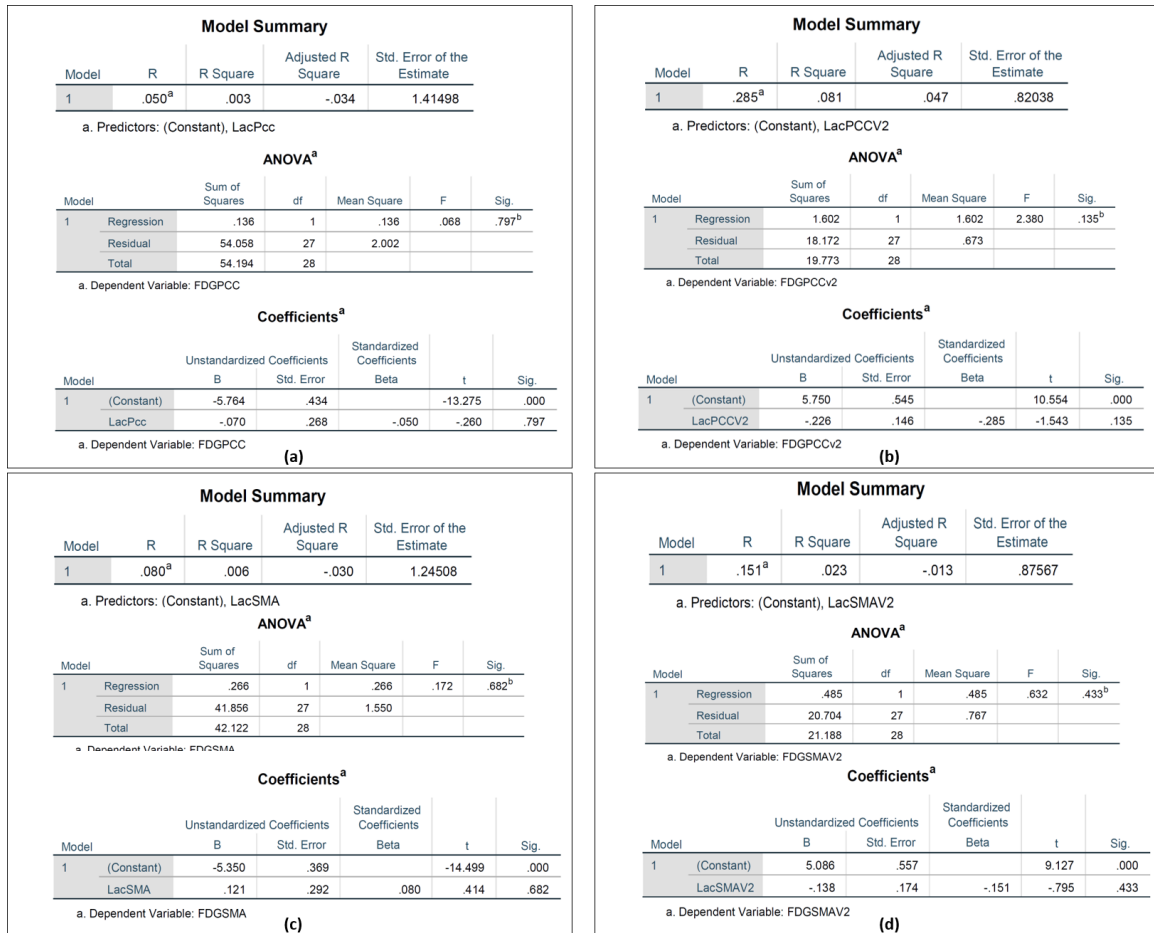 Model Summary
Model R R Square Adjusted R Square Std. Error of the Estimate
1 .050a .003 -.034 1.41498
a. Predictors: (Constant), LacPcc
ANOVAa
Model Sum of Squares df Mean Square F Sig.
1 Regression .136 1 .136 .068 .797b
Residual 54.058 27 2.002
Total 54.194 28
a. Dependent Variable: FDGPCC
Coefficientsa
Unstandardized Coefficients Standardized Coefficients
Model B Std. Error Beta t Sig.
1 (Constant) -5.764 .434 -13.275 .000
LacPcc -.070 .268 -.050 -.260 .797
a. Dependent Variable: FDGPCC
(a)
Model Summary
Model R R Square Adjusted R Square Std. Error of the Estimate
1 .285a .081 .047 .82038
a. Predictors: (Constant), LacPCCV2
ANOVAa
Model Sum of Squares df Mean Square F Sig.
1 Regression 1.602 1 1.602 2.380 .135b
Residual 18.172 27 .673
Total 19.773 28
a. Dependent Variable: FDGPCCv2
Coefficientsa
Unstandardized Coefficients Standardized Coefficients
Model B Std. Error Beta t Sig.
1 (Constant) 5.750 .545 10.554 .000
LacPCCV2 -.226 .146 -.285 -1.543 .135
a. Dependent Variable: FDGPCCv2
(b)
Model Summary
Model R R Square Adjusted R Square Std. Error of the Estimate
1 .080a .006 -.030 1.24508
a. Predictors: (Constant), LacSMA
ANOVAa
Model Sum of Squares df Mean Square F Sig.
1 Regression .266 1 .266 .172 .682b
Residual 41.856 27 1.550
Total 42.122 28
a. Dependent Variable: FDGSMA
Coefficientsa
Unstandardized Coefficients Standardized Coefficients
Model B Std. Error Beta t Sig.
1 (Constant) -5.350 .369 -14.499 .000
LacSMA .121 .292 .080 .414 .682
a. Dependent Variable: FDGSMA
(c)
Model Summary
Model R R Square Adjusted R Square Std. Error of the Estimate
1 .151a .023 -.013 .87567
a. Predictors: (Constant), LacSMAV2
ANOVAa
Model Sum of Squares df Mean Square F Sig.
1 Regression .485 1 .485 .632 .433b
Residual 20.704 27 .767
Total 21.188 28
a. Dependent Variable: FDGSMAV2
Coefficientsa
Unstandardized Coefficients Standardized Coefficients
Model B Std. Error Beta t Sig.
1 (Constant) 5.086 .557 9.127 .000
LacSMAV2 -.138 .174 -.151 -.795 .433
a. Dependent Variable: FDGSMAV2
(d)